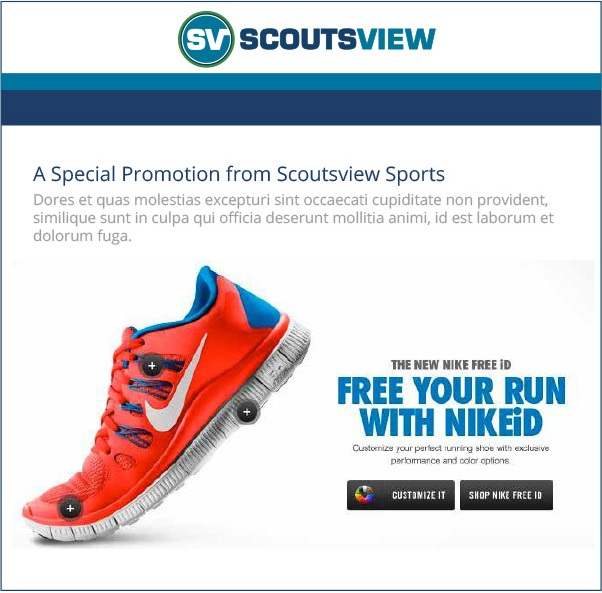 SV SCOUTSVIEW
A Special Promotion from Scoutsview Sports
Dores et quas molestias excepturi sint occaecati cupiditate non provident,
similique sunt in culpa qui officia deserunt mollitia animi, id est laborum et
dolorum fuga.
THE NEW NIKE FREE iD
FREE YOUR RUN
WITH NIKEiD
Customize your perfect running shoe with exclusive
performance and color options.
CUSTOMIZE IT SHOP NIKE FREE ID